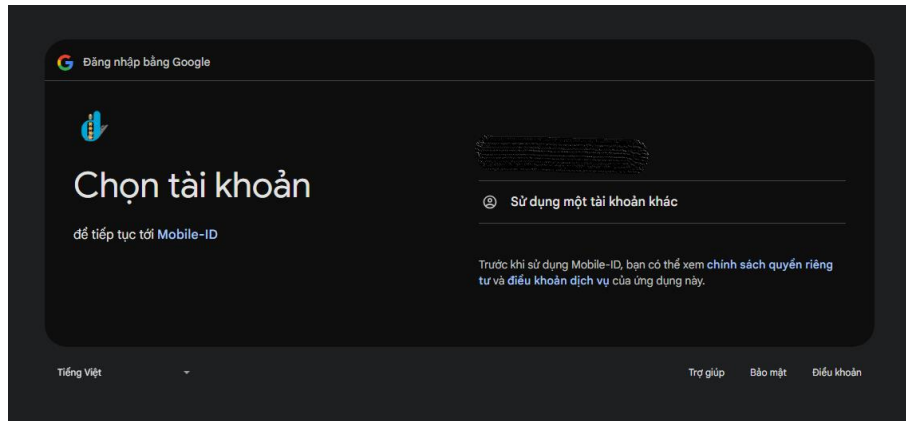 Đăng nhập bằng Google
Chọn tài khoản
để tiếp tục tới Mobile-ID
Sử dụng một tài khoản khác
Trước khi sử dụng Mobile-ID, bạn có thể xem chính sách quyền riêng
tư và điều khoản dịch vụ của ứng dụng này.
Tiếng Việt
Trợ giúp
Bảo mật
Điều khoản